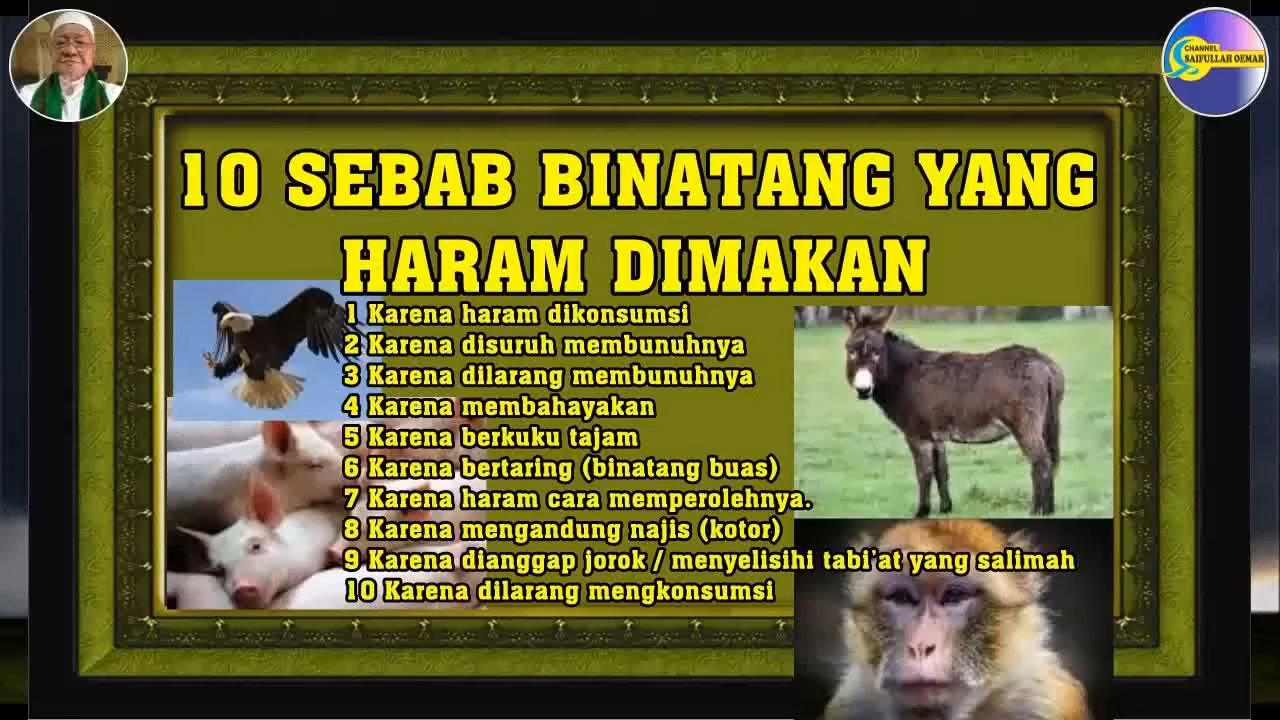 CHANNEL
SAIFULLAH OEMAR
10 SEBAB BINATANG YANG
HARAM DIMAKAN
1 Karena haram dikonsumsi
2 Karena disuruh membunuhnya
3 Karena dilarang membunuhnya
4 Karena membahayakan
5 Karena berkuku tajam
6 Karena bertaring (binatang buas)
7 Karena haram cara memperolehnya.
8 Karena mengandung najis (kotor)
9 Karena dianggap jorok / menyelisihi tabi'at yang salimah
10 Karena dilarang mengkonsumsi